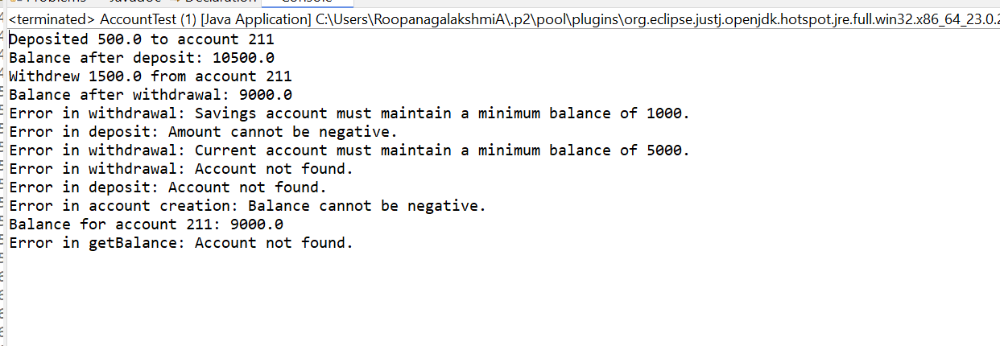 Problems Javadoc Declaration Console
<terminated> AccountTest (1) [Java Application] C:\Users\RoopanagalakshmiA\.p2\pool\plugins\org.eclipse.justj.openjdk.hotspot.jre.full.win32.x86_64_23.0.2
Deposited 500.0 to account 211
Balance after deposit: 10500.0
Withdrew 1500.0 from account 211
Balance after withdrawal: 9000.0
Error in withdrawal: Savings account must maintain a minimum balance of 1000.
Error in deposit: Amount cannot be negative.
Error in withdrawal: Current account must maintain a minimum balance of 5000.
Error in withdrawal: Account not found.
Error in deposit: Account not found.
Error in account creation: Balance cannot be negative.
Balance for account 211: 9000.0
Error in getBalance: Account not found.